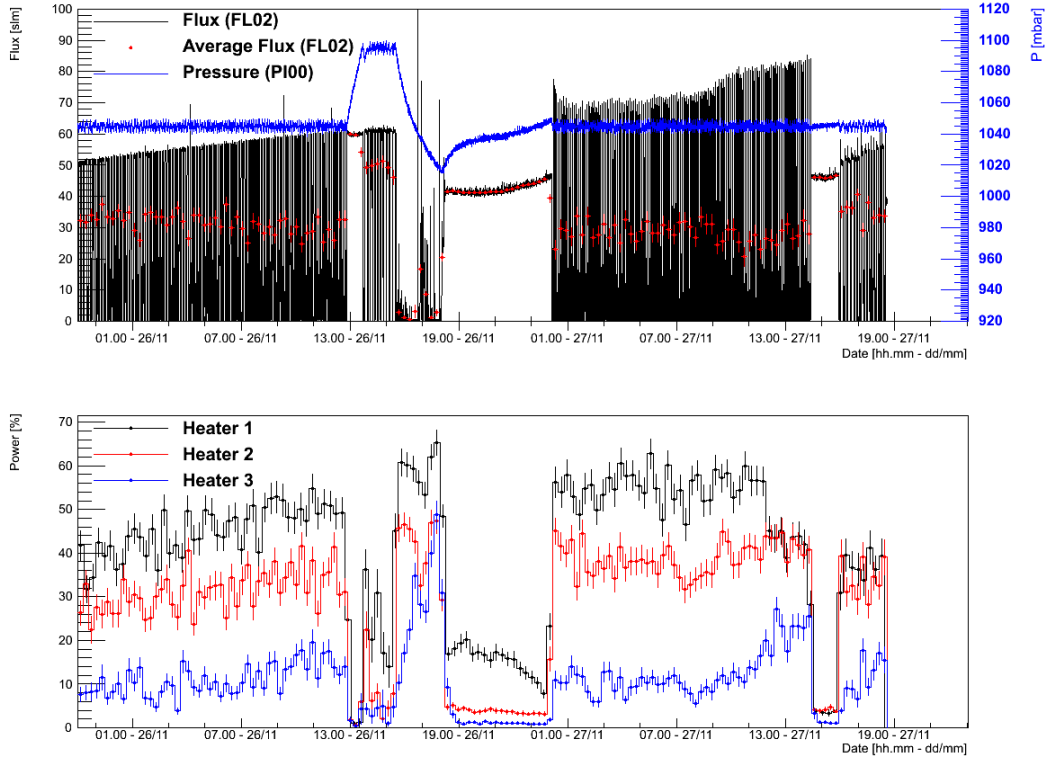 Flux [slm]
100
90
80
70
60
50
40
30
20
10
0
Flux (FL02)
Average Flux (FL02)
Pressure (PI00)
1120
1100
1080
1060
1040
1020
1000
980
960
940
920
P [mbar]
01.00 - 26/11 07.00 - 26/11 13.00 - 26/11 19.00 - 26/11 01.00 - 27/11 07.00 - 27/11 13.00 - 27/11 19.00 - 27/11
Date [hh.mm - dd/mm]
Power [%]
70
60
50
40
30
20
10
0
Heater 1
Heater 2
Heater 3
01.00 - 26/11 07.00 - 26/11 13.00 - 26/11 19.00 - 26/11 01.00 - 27/11 07.00 - 27/11 13.00 - 27/11 19.00 - 27/11
Date [hh.mm - dd/mm]